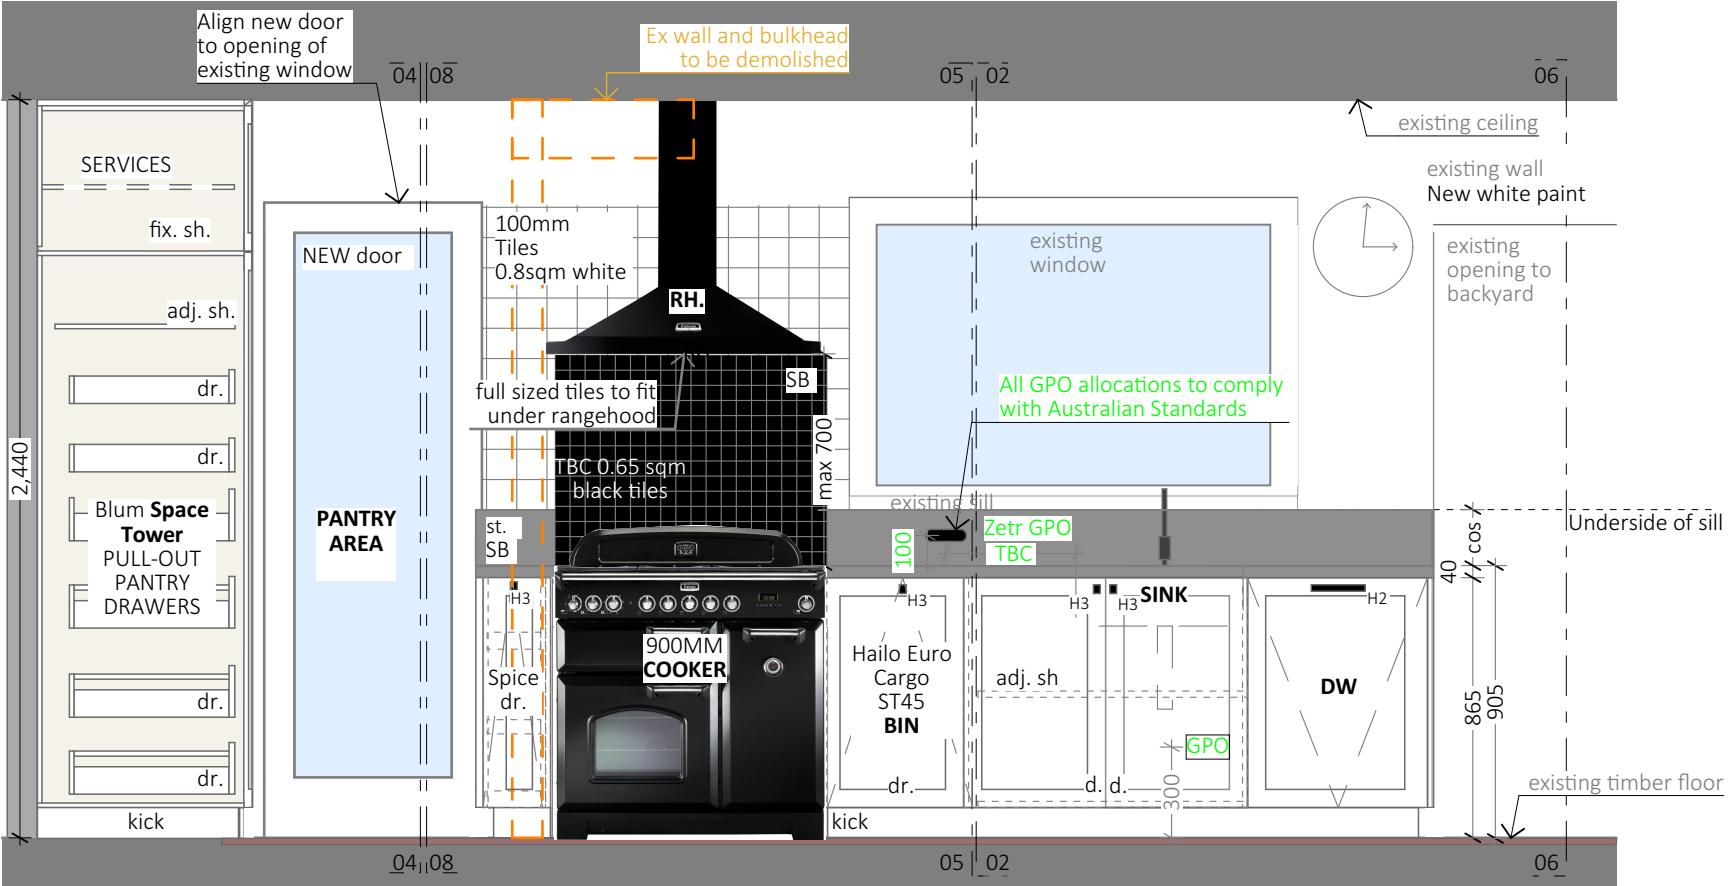 Align new door
to opening of
existing window
Ex wall and bulkhead
to be demolished
04 08
05 02
06
existing ceiling
SERVICES
fix. sh.
adj. sh.
dr.
dr.
Blum Space
Tower
PULL-OUT
PANTRY
DRAWERS
dr.
dr.
kick
2,440
NEW door
PANTRY
AREA
100mm
Tiles
0.8sqm white
RH.
SB
full sized tiles to fit
under rangehood
max 700
TBC 0.65 sqm
black tiles
st.
SB
existing
window
existing wall
New white paint
existing
opening to
backyard
All GPO allocations to comply
with Australian Standards
existing sill
Zetr GPO
TBC
100
Underside of sill
cos
40
H3
Spice
dr.
900MM
COOKER
H3
Hailo Euro
Cargo
ST45
BIN
dr.
H3
H3
SINK
adj. sh
d. d.
GPO
300
H2
DW
865
905
existing timber floor
kick
04 08
05 02
06